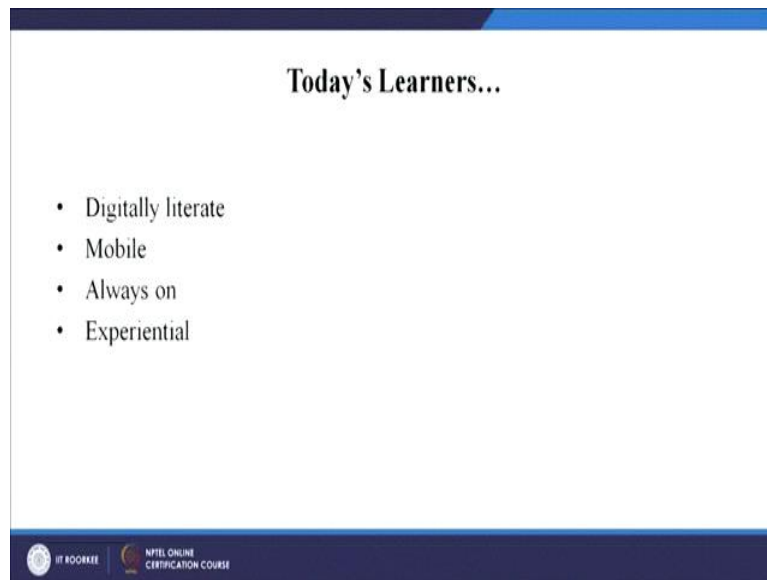 Today's Learners...
• Digitally literate
• Mobile
• Always on
• Experiential
IIT ROORKEE
NPTEL ONLINE
CERTIFICATION COURSE